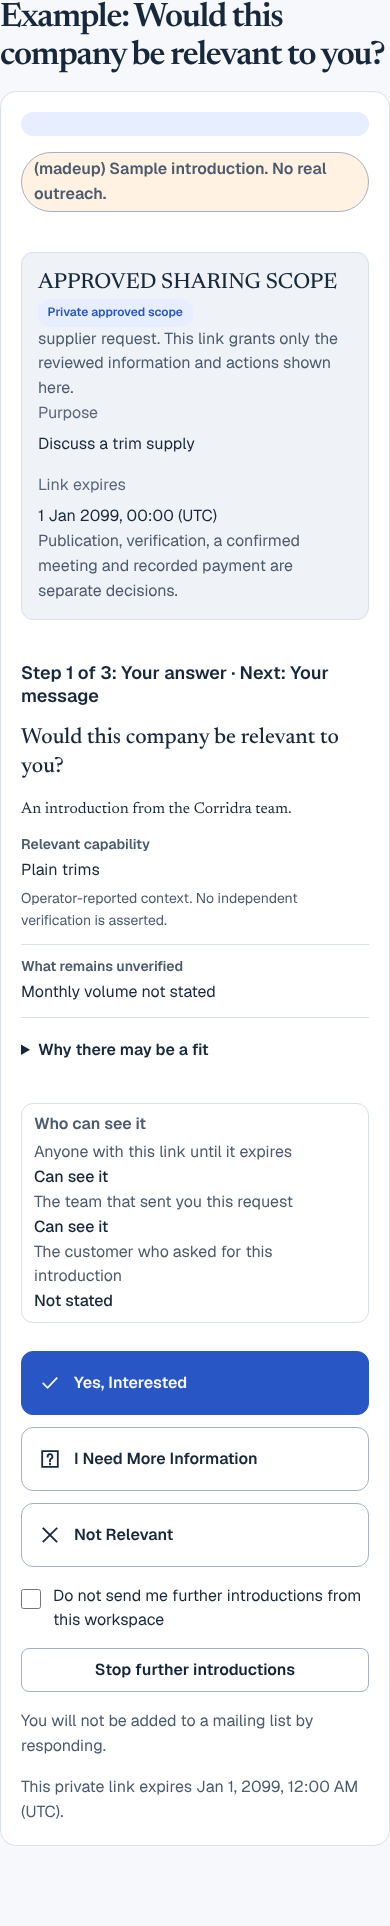 Example: Would this
company be relevant to you?
(madeup) Sample introduction. No real
outreach.
APPROVED SHARING SCOPE
Private approved scope
supplier request. This link grants only the
reviewed information and actions shown
here.
Purpose
Discuss a trim supply
Link expires
1 Jan 2099, 00:00 (UTC)
Publication, verification, a confirmed
meeting and recorded payment are
separate decisions.
Step 1 of 3: Your answer · Next: Your
message
Would this company be relevant to
you?
An introduction from the Corridra team.
Relevant capability
Plain trims
Operator-reported context. No independent
verification is asserted.
What remains unverified
Monthly volume not stated
Why there may be a fit
Who can see it
Anyone with this link until it expires
Can see it
The team that sent you this request
Can see it
The customer who asked for this
introduction
Not stated
Yes, Interested
I Need More Information
Not Relevant
Do not send me further introductions from
this workspace
Stop further introductions
You will not be added to a mailing list by
responding.
This private link expires Jan 1, 2099, 12:00 AM
(UTC).